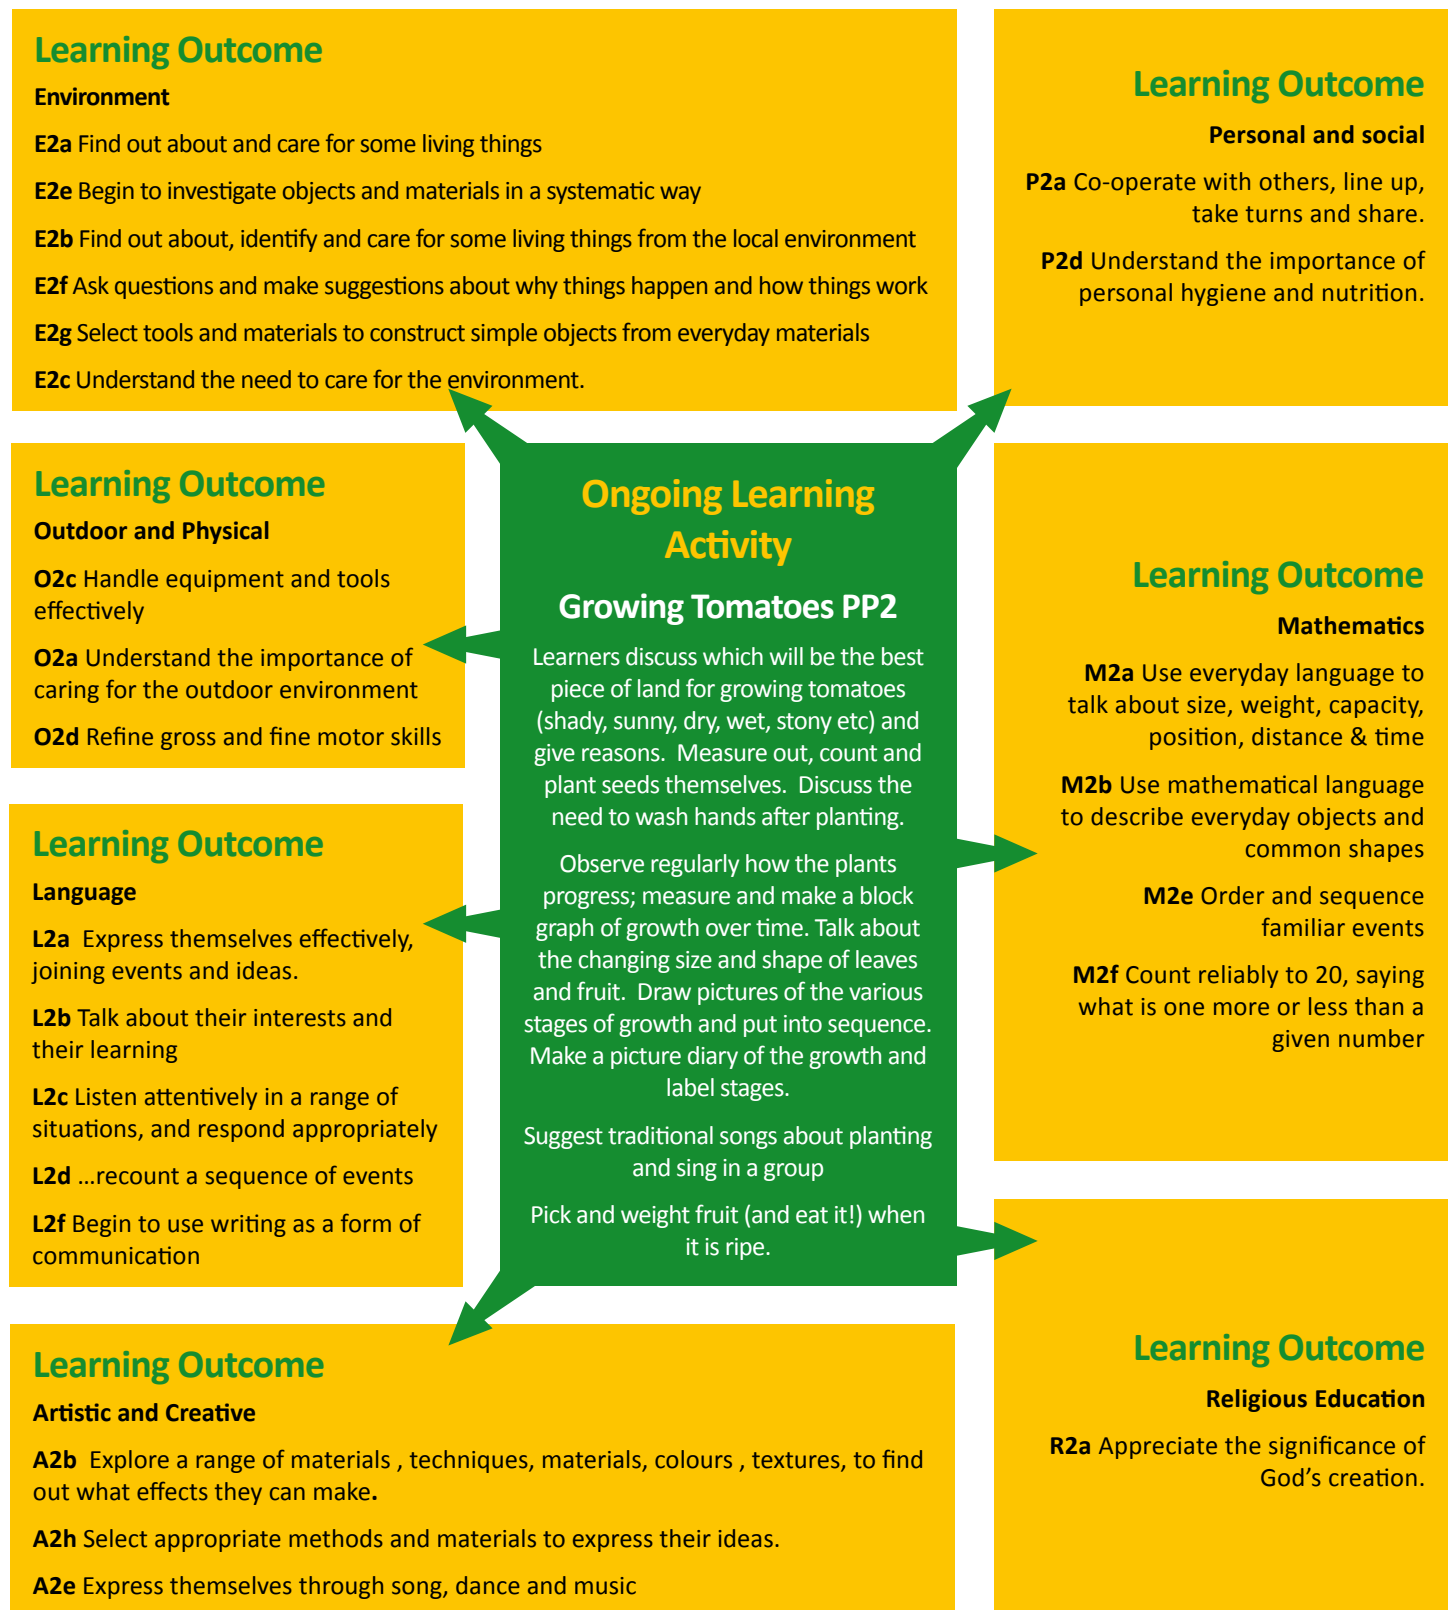 Learning Outcome
Environment
E2a Find out about and care for some living things
E2e Begin to investigate objects and materials in a systematic way
E2b Find out about, identify and care for some living things from the local environment
E2f Ask questions and make suggestions about why things happen and how things work
E2g Select tools and materials to construct simple objects from everyday materials
E2c Understand the need to care for the environment.
Learning Outcome
Personal and social
P2a Co-operate with others, line up,
take turns and share.
P2d Understand the importance of
personal hygiene and nutrition.
Learning Outcome
Outdoor and Physical
O2c Handle equipment and tools
effectively
O2a Understand the importance of
caring for the outdoor environment
O2d Refine gross and fine motor skills
Learning Outcome
Language
L2a  Express themselves effectively,
joining events and ideas.
L2b Talk about their interests and
their learning
L2c Listen attentively in a range of
situations, and respond appropriately
L2d ...recount a sequence of events
L2f Begin to use writing as a form of
communication
Ongoing Learning
Activity
Growing Tomatoes PP2
Learners discuss which will be the best
piece of land for growing tomatoes
(shady, sunny, dry, wet, stony etc) and
give reasons.  Measure out, count and
plant seeds themselves.  Discuss the
need to wash hands after planting.
Observe regularly how the plants
progress; measure and make a block
graph of growth over time. Talk about
the changing size and shape of leaves
and fruit.  Draw pictures of the various
stages of growth and put into sequence.
Make a picture diary of the growth and
label stages.
Suggest traditional songs about planting
and sing in a group
Pick and weight fruit (and eat it!) when
it is ripe.
Learning Outcome
Mathematics
M2a Use everyday language to
talk about size, weight, capacity,
position, distance & time
M2b Use mathematical language
to describe everyday objects and
common shapes
M2e Order and sequence
familiar events
M2f Count reliably to 20, saying
what is one more or less than a
given number
Learning Outcome
Artistic and Creative
A2b  Explore a range of materials , techniques, materials, colours , textures, to find
out what effects they can make.
A2h Select appropriate methods and materials to express their ideas.
A2e Express themselves through song, dance and music
Learning Outcome
Religious Education
R2a Appreciate the significance of
God’s creation.